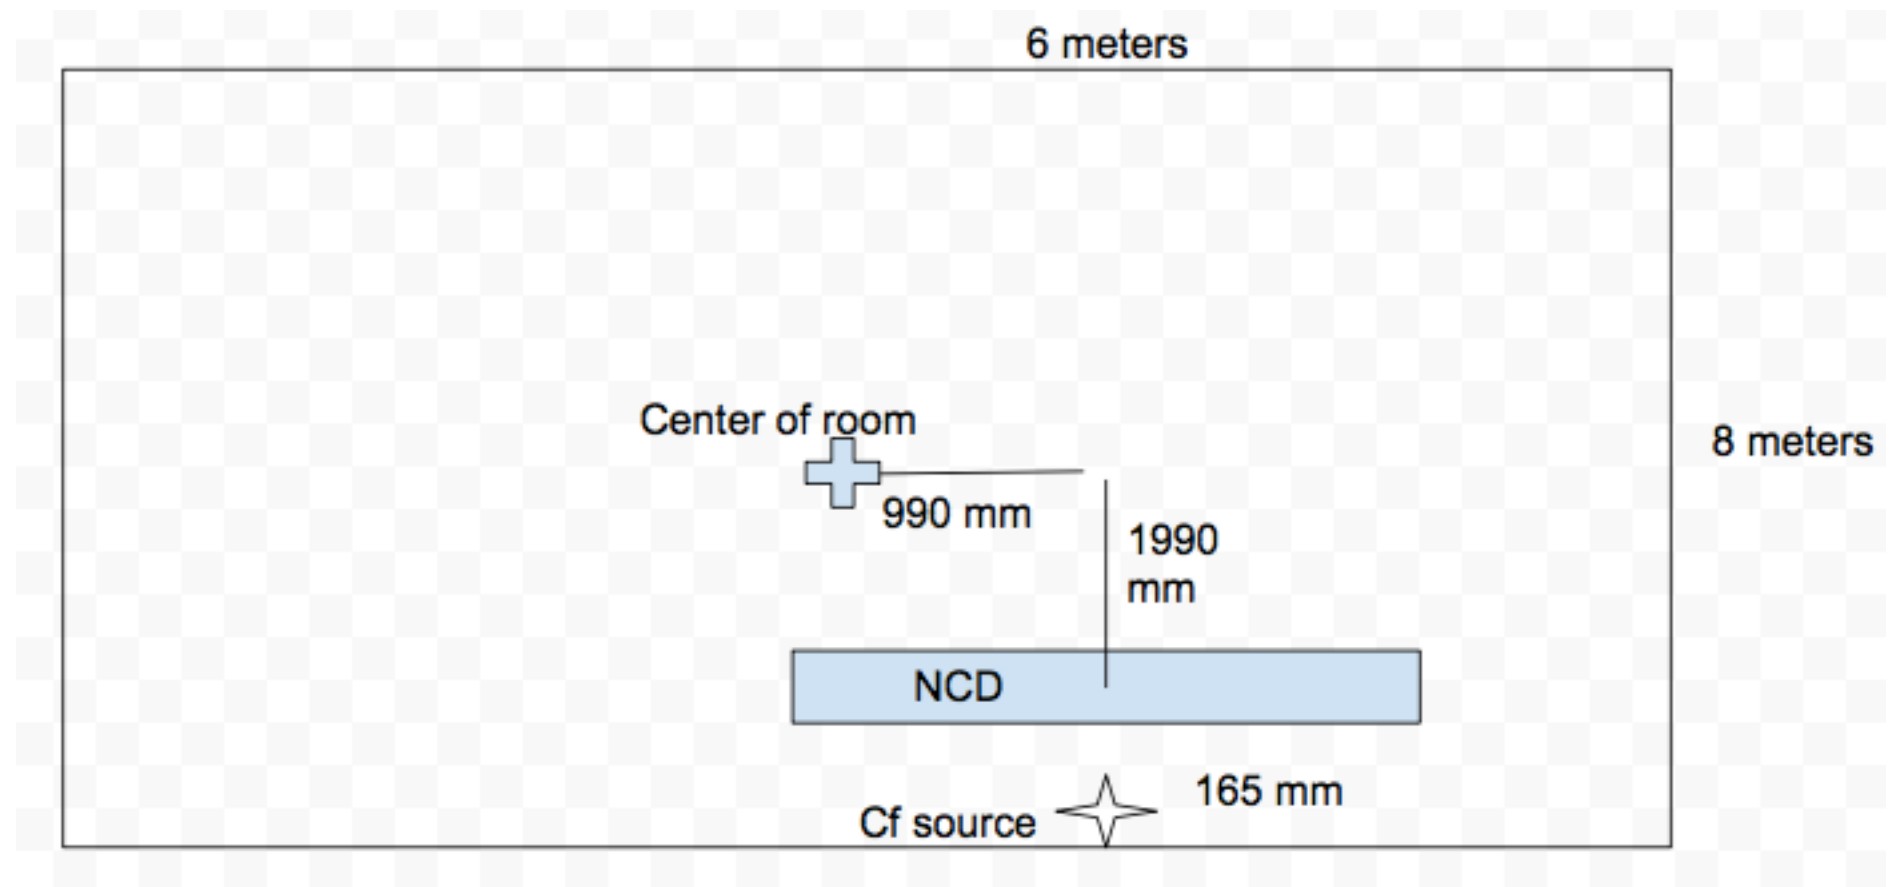 6 meters
8 meters
Center of room
990 mm
1990
mm
NCD
165 mm
Cf source